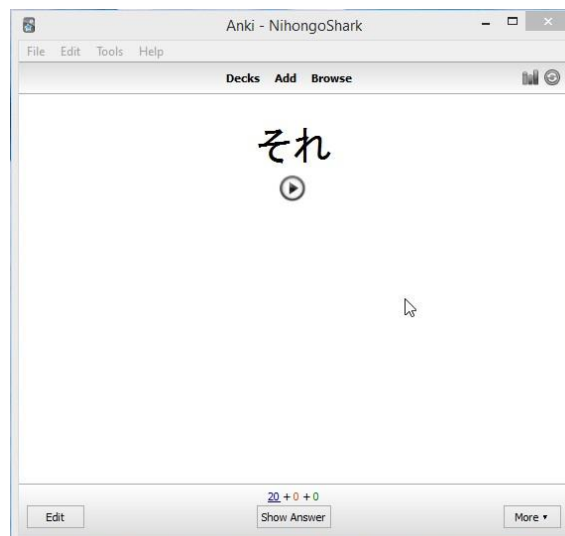 Anki - NihongoShark
File Edit Tools Help
Decks Add Browse
それ
20 + 0 + 0
Edit Show Answer More ▾